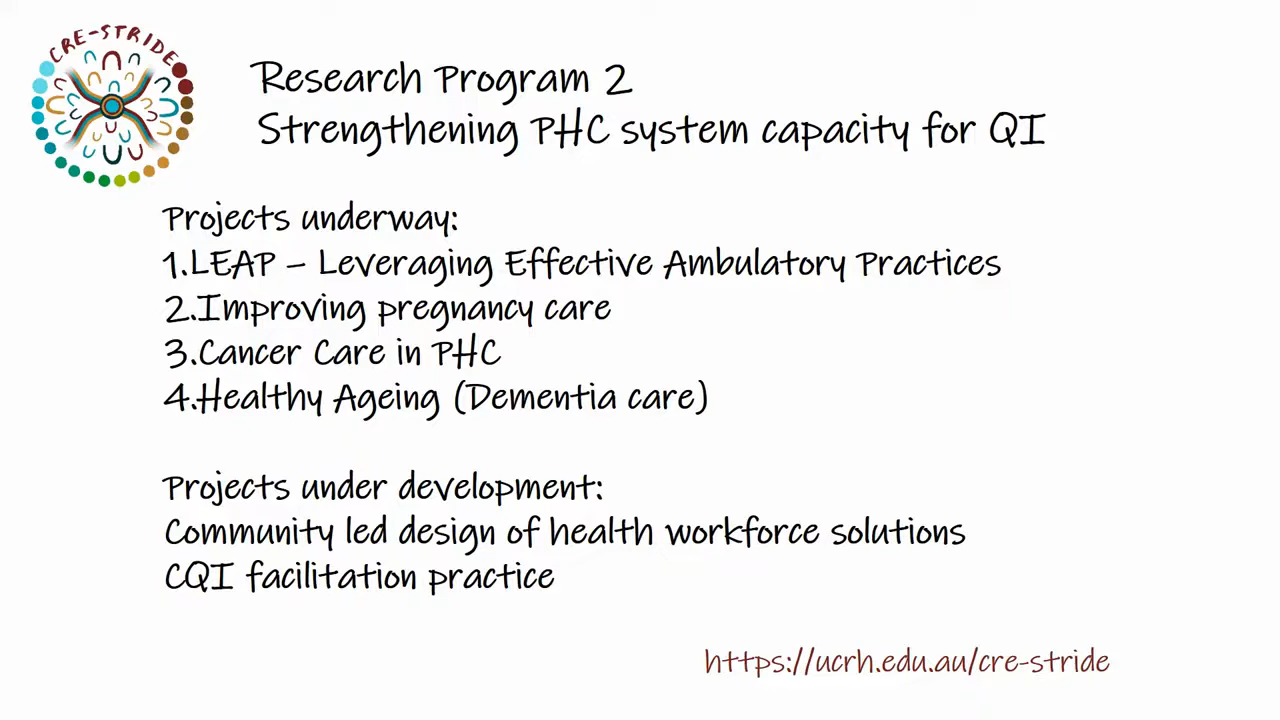 CRE-STRIDE
Research Program 2
Strengthening PHC system capacity for QI
Projects underway:
1.LEAP – Leveraging Effective Ambulatory Practices
2.Improving pregnancy care
3.Cancer Care in PHC
4.Healthy Ageing (Dementia care)
Projects under development:
Community led design of health workforce solutions
CQI facilitation practice
https://ucrh.edu.au/cre-stride